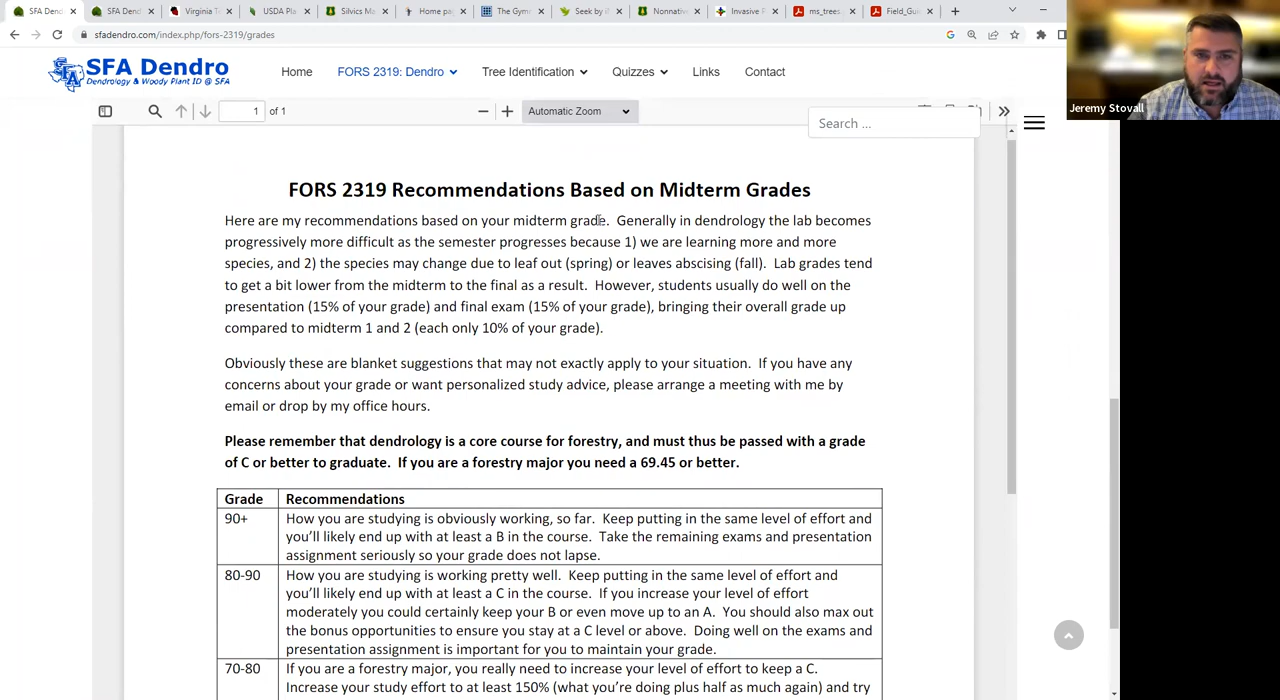 SFA Den
SFA Dend
Virginia T
USDA Pla
Silvics Ma
Home pa
The Gym
Seek by i
Nonnativ
Invasive P
ms_trees.
Field_Gui
sfadendro.com/index.php/fors-2319/grades
SFA Dendro
Dendrology & Woody Plant ID @ SFA
Home
FORS 2319: Dendro
Tree Identification
Quizzes
Links
Contact
Jeremy Stovall
1 of 1
Automatic Zoom
Search ...
FORS 2319 Recommendations Based on Midterm Grades
Here are my recommendations based on your midterm grade. Generally in dendrology the lab becomes
progressively more difficult as the semester progresses because 1) we are learning more and more
species, and 2) the species may change due to leaf out (spring) or leaves abscising (fall). Lab grades tend
to get a bit lower from the midterm to the final as a result. However, students usually do well on the
presentation (15% of your grade) and final exam (15% of your grade), bringing their overall grade up
compared to midterm 1 and 2 (each only 10% of your grade).
Obviously these are blanket suggestions that may not exactly apply to your situation. If you have any
concerns about your grade or want personalized study advice, please arrange a meeting with me by
email or drop by my office hours.
Please remember that dendrology is a core course for forestry, and must thus be passed with a grade
of C or better to graduate. If you are a forestry major you need a 69.45 or better.
Grade Recommendations
90+ How you are studying is obviously working, so far. Keep putting in the same level of effort and
you'll likely end up with at least a B in the course. Take the remaining exams and presentation
assignment seriously so your grade does not lapse.
80-90 How you are studying is working pretty well. Keep putting in the same level of effort and
you'll likely end up with at least a C in the course. If you increase your level of effort
moderately you could certainly keep your B or even move up to an A. You should also max out
the bonus opportunities to ensure you stay at a C level or above. Doing well on the exams and
presentation assignment is important for you to maintain your grade.
70-80 If you are a forestry major, you really need to increase your level of effort to keep a C.
Increase your study effort to at least 150% (what you're doing plus half as much again) and try